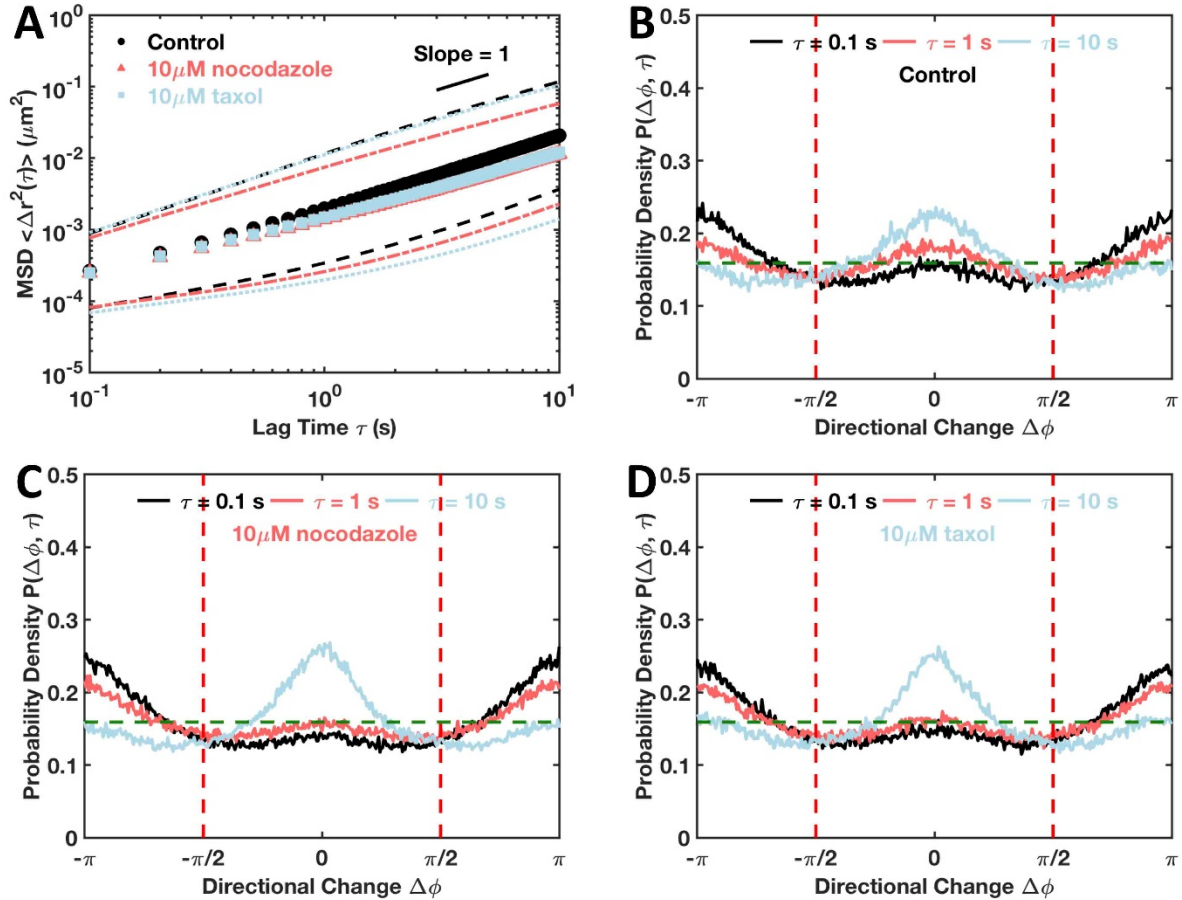 A
10⁰
10⁻¹
10⁻²
10⁻³
10⁻⁴
10⁻⁵
MSD <Δr²(τ)> (μm²)
Control
10μM nocodazole
10μM taxol
Slope = 1
10⁻¹ 10⁰ 10¹
Lag Time τ (s)
B
0.5
0.4
0.3
0.2
0.1
0
Probability Density P(Δϕ, τ)
τ = 0.1 s τ = 1 s τ = 10 s
Control
-π -π/2 0 π/2 π
Directional Change Δϕ
C
0.5
0.4
0.3
0.2
0.1
0
Probability Density P(Δϕ, τ)
τ = 0.1 s τ = 1 s τ = 10 s
10μM nocodazole
-π -π/2 0 π/2 π
Directional Change Δϕ
D
0.5
0.4
0.3
0.2
0.1
0
Probability Density P(Δϕ, τ)
τ = 0.1 s τ = 1 s τ = 10 s
10μM taxol
-π -π/2 0 π/2 π
Directional Change Δϕ